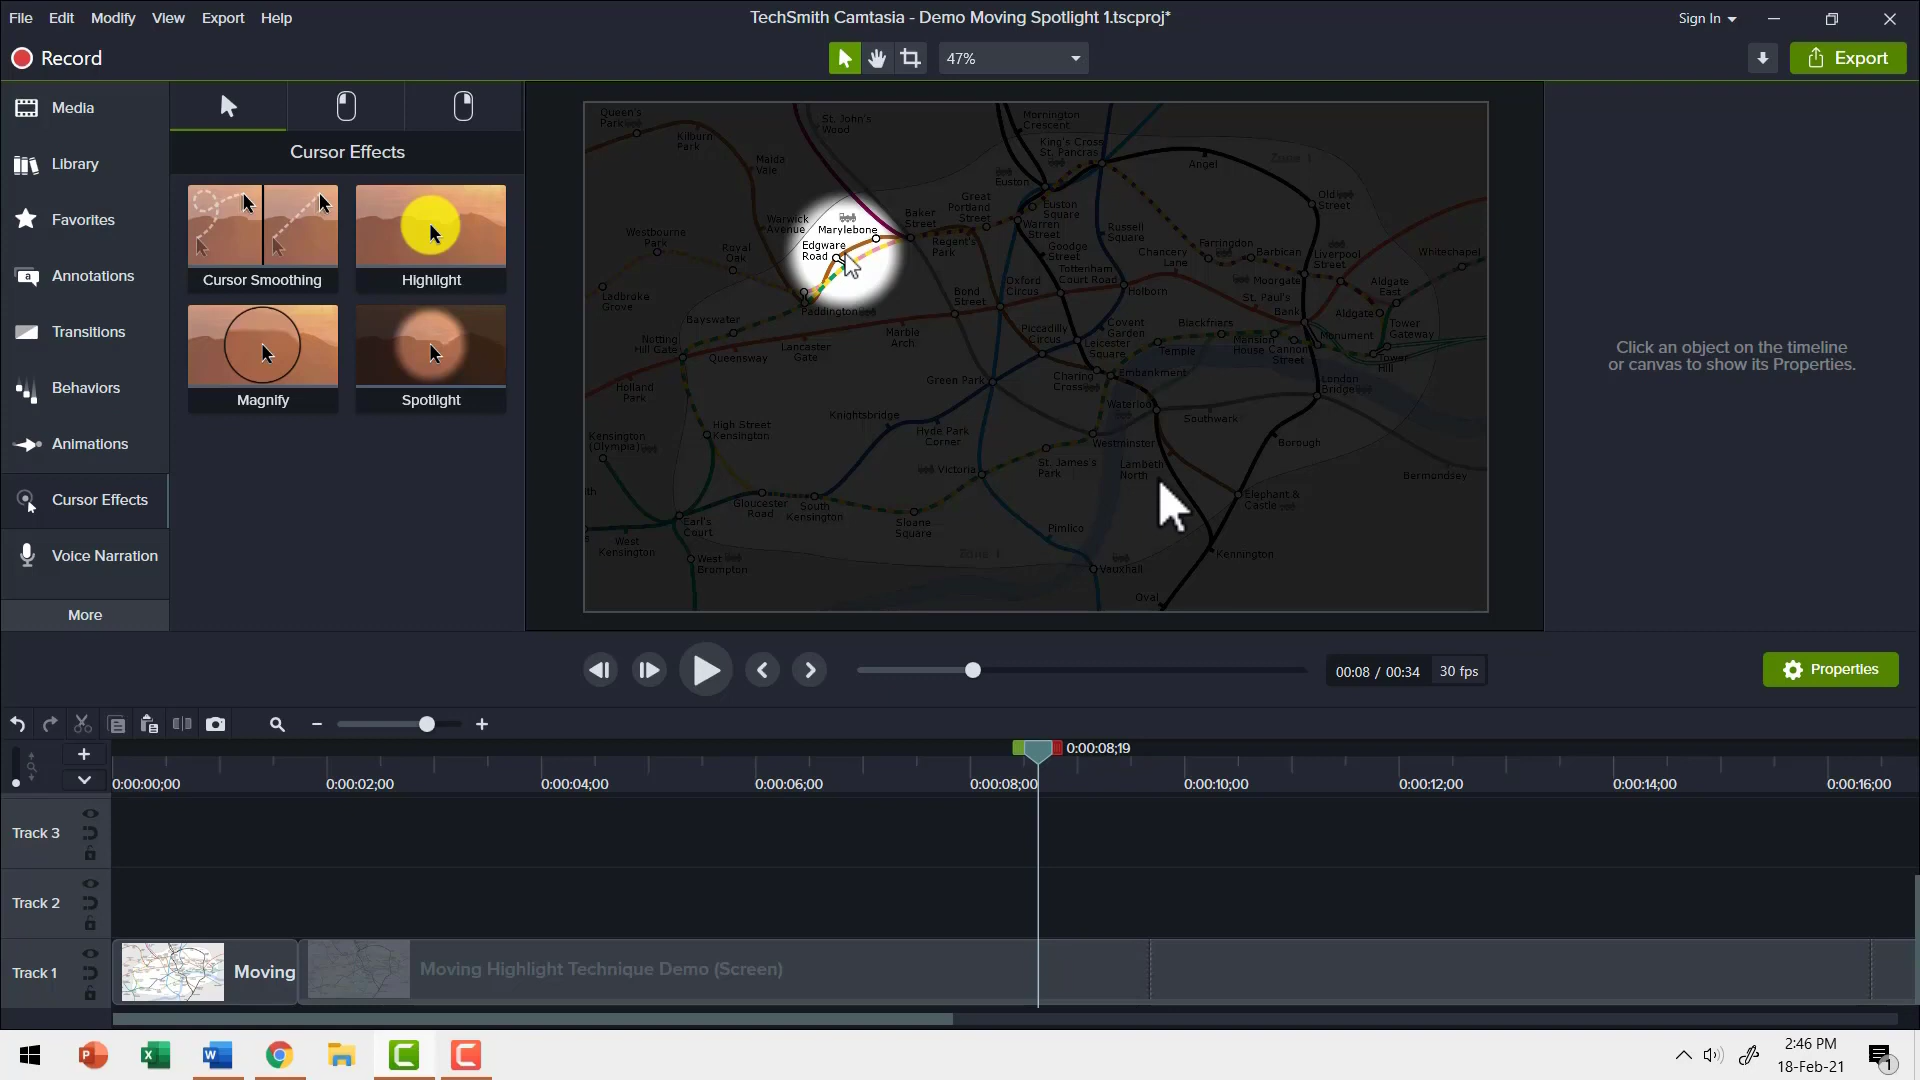 File Edit Modify View Export Help
TechSmith Camtasia - Demo Moving Spotlight 1.tscproj*
Sign In
Record
47%
Export
Media
Library
Favorites
Annotations
Transitions
Behaviors
Animations
Cursor Effects
Voice Narration
More
Cursor Effects
Cursor Smoothing
Highlight
Magnify
Spotlight
Queen's
Park
Kilburn
Park
St. John's
Wood
Maida
Vale
Warwick
Avenue
Marylebone
Edgware
Road
Baker
Street
Great
Portland
Street
Regent's
Park
Mornington
Crescent
King's Cross
St. Pancras
Euston
Euston
Square
Warren
Street
Goodge
Street
Russell
Square
Angel
Zone 1
Old
Street
Westbourne
Park
Royal
Oak
Ladbroke
Grove
Bayswater
Paddington
Notting
Hill Gate
Queensway
Lancaster
Gate
Marble
Arch
Bond
Street
Oxford
Circus
Tottenham
Court Road
Holborn
Chancery
Lane
Farringdon
Barbican
Moorgate
Liverpool
Street
Whitechapel
Aldgate
East
Aldgate
Tower
Gateway
Tower
Hill
St. Paul's
Bank
Monument
Cannon
Street
Mansion
House
Blackfriars
Temple
Covent
Garden
Leicester
Square
Piccadilly
Circus
Charing
Cross
Embankment
Green Park
Holland
Park
Knightsbridge
Hyde Park
Corner
High Street
Kensington
Kensington
(Olympia)
Victoria
St. James's
Park
Westminster
Waterloo
Southwark
London
Bridge
Borough
Bermondsey
Lambeth
North
Elephant &
Castle
Gloucester
Road
South
Kensington
Sloane
Square
Earl's
Court
West
Kensington
West
Brompton
Pimlico
Zone 1
Vauxhall
Kennington
Oval
Click an object on the timeline
or canvas to show its Properties.
00:08 / 00:34
30 fps
Properties
0:00:08;19
0:00:00;00
0:00:02;00
0:00:04;00
0:00:06;00
0:00:08;00
0:00:10;00
0:00:12;00
0:00:14;00
0:00:16;00
Track 3
Track 2
Track 1
Moving
Moving Highlight Technique Demo (Screen)
2:46 PM
18-Feb-21
1